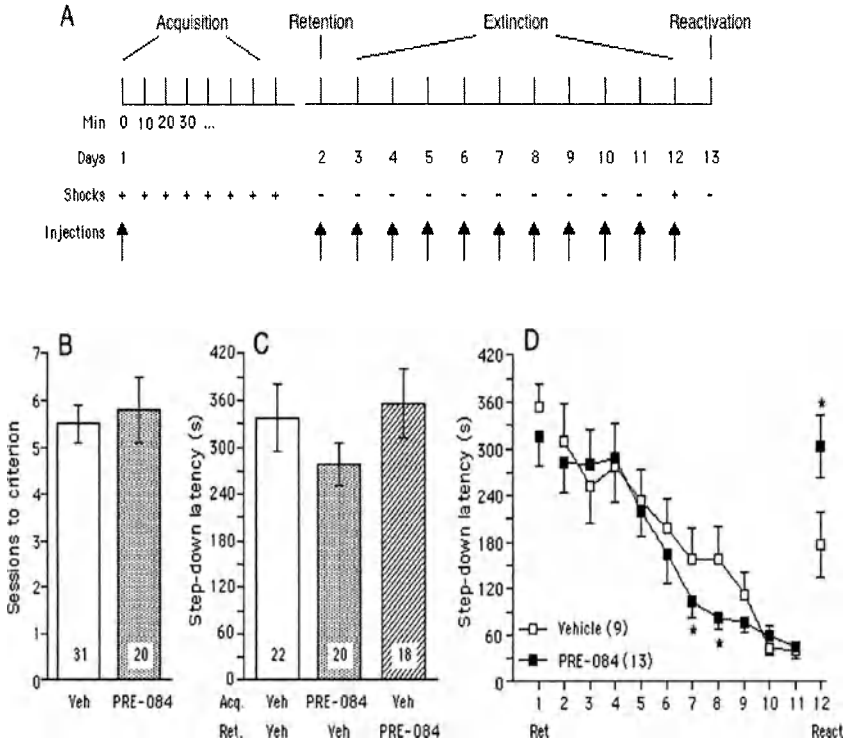 A
Acquisition Retention Extinction Reactivation
Min 0 10 20 30 ...
Days 1 2 3 4 5 6 7 8 9 10 11 12 13
Shocks + + + + + + + + - - - - - - - - - - + -
Injections
B
Sessions to criterion
7
6
5
4
3
2
1
0
31 20
Veh PRE-084
C
Step-down latency (s)
420
360
300
240
180
120
60
0
22 20 18
Acq. Veh PRE-084 Veh
Ret. Veh Veh PRE-084
D
Step-down latency (s)
420
360
300
240
180
120
60
0
*
* *
Vehicle (9)
PRE-084 (13)
1 2 3 4 5 6 7 8 9 10 11 12
Ret React